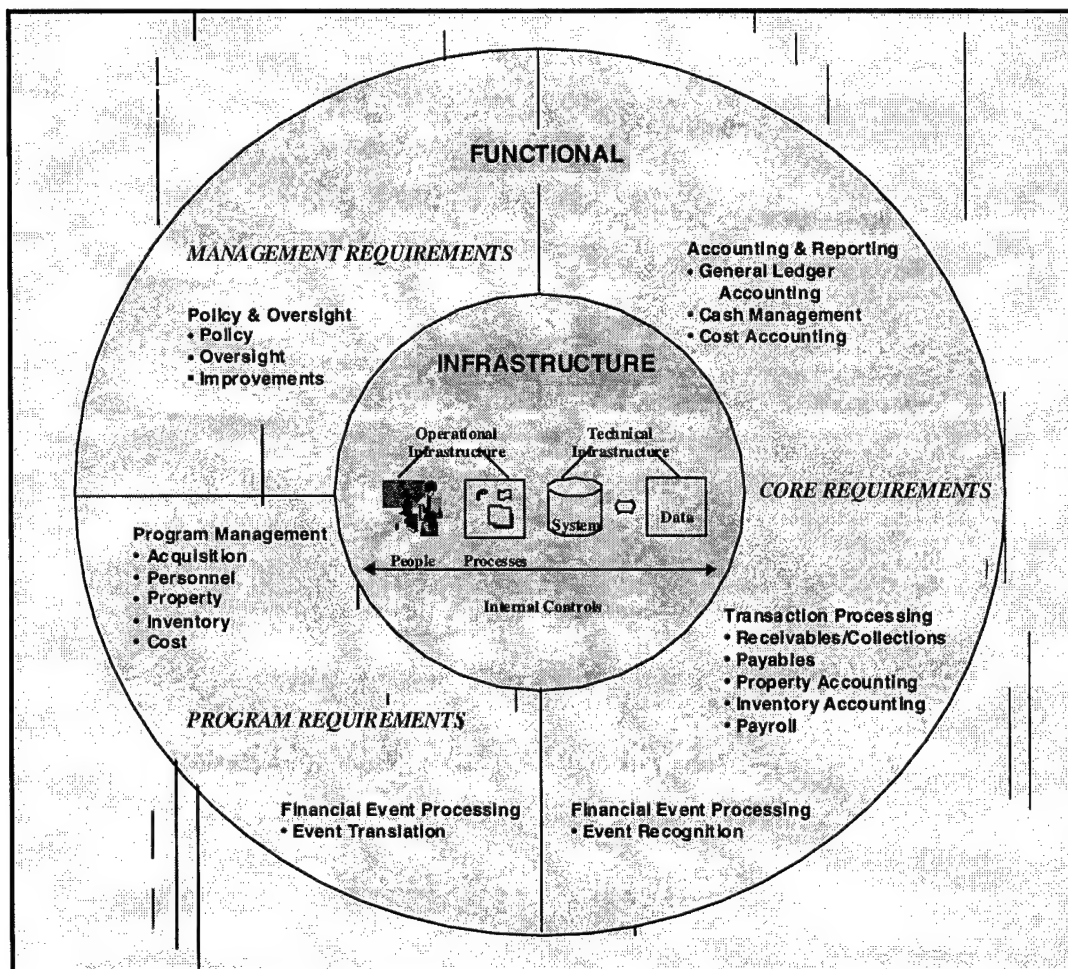 FUNCTIONAL
MANAGEMENT REQUIREMENTS
Policy & Oversight
• Policy
• Oversight
• Improvements
Accounting & Reporting
• General Ledger
Accounting
• Cash Management
• Cost Accounting
INFRASTRUCTURE
Operational
Infrastructure
Technical
Infrastructure
System
Data
People
Processes
Internal Controls
CORE REQUIREMENTS
Program Management
• Acquisition
• Personnel
• Property
• Inventory
• Cost
Transaction Processing
• Receivables/Collections
• Payables
• Property Accounting
• Inventory Accounting
• Payroll
PROGRAM REQUIREMENTS
Financial Event Processing
• Event Translation
Financial Event Processing
• Event Recognition